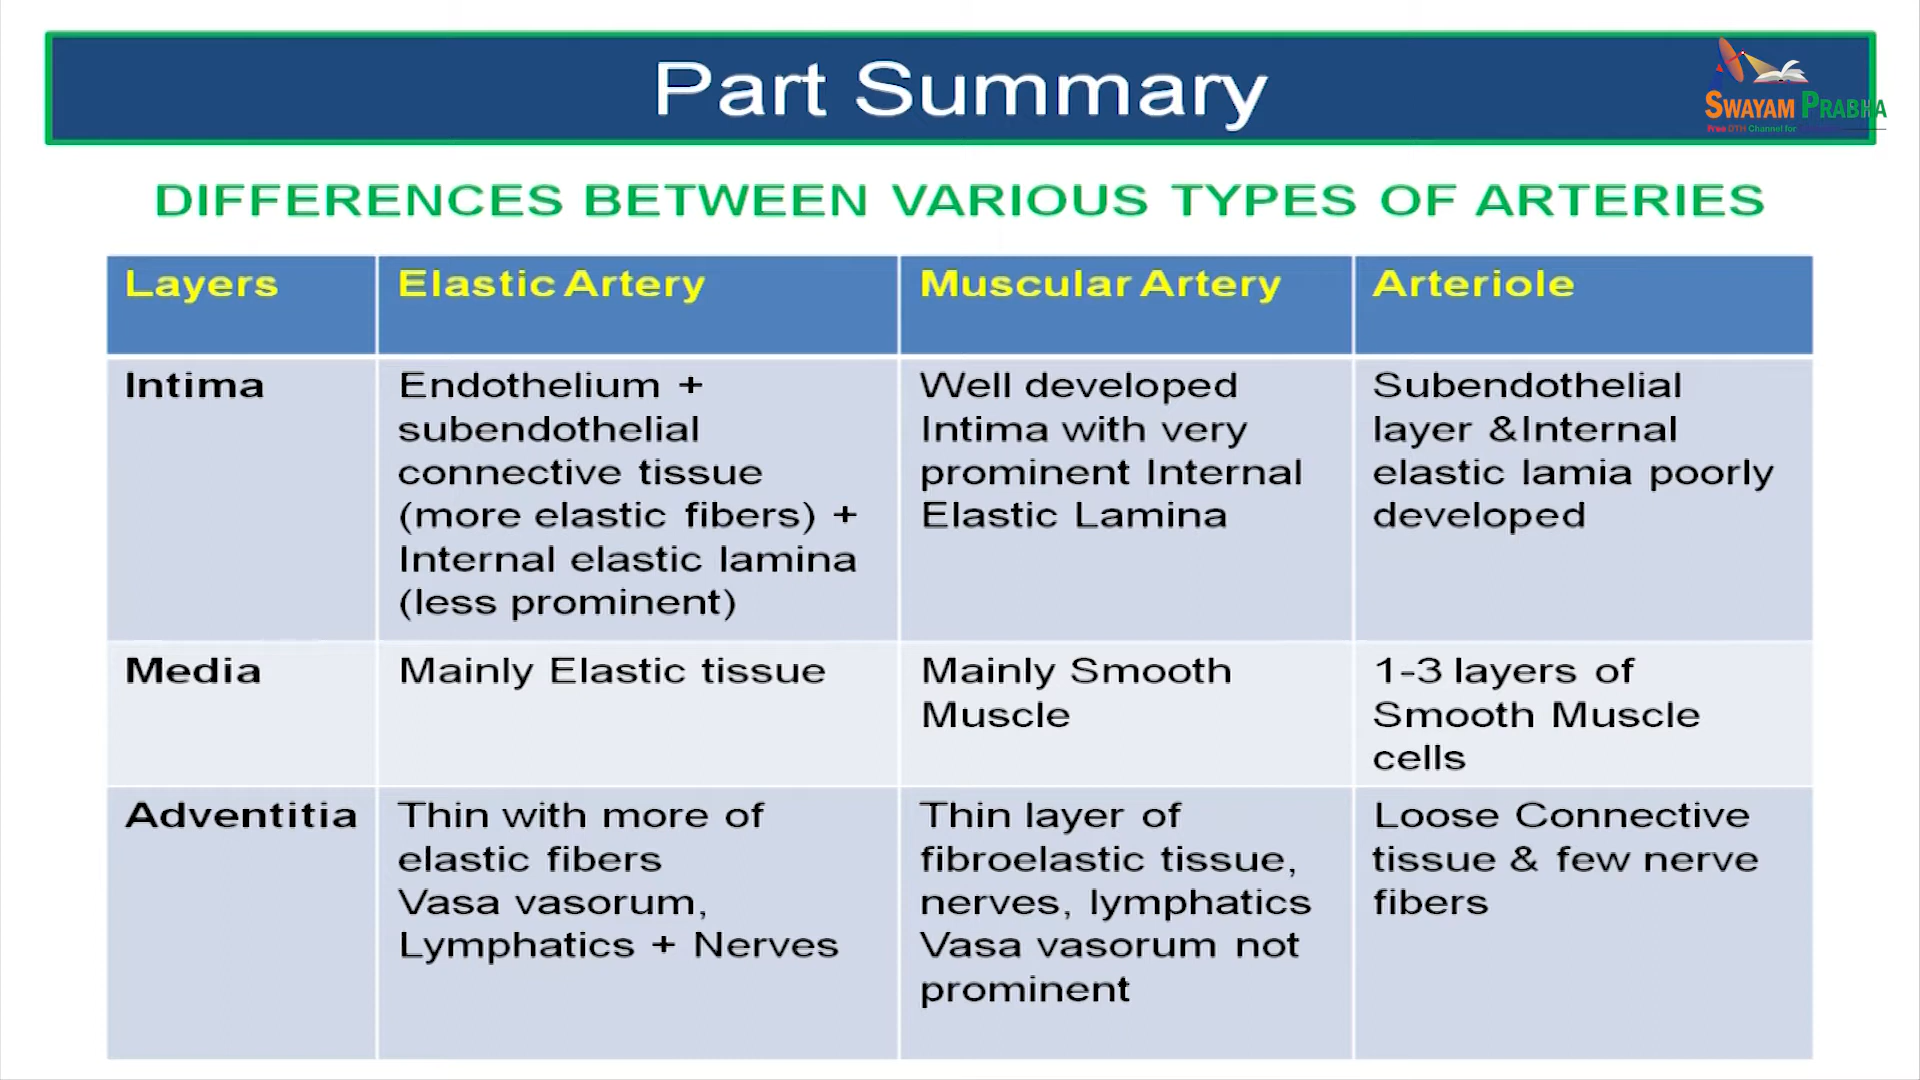 Part Summary
SWAYAM PRABHA
Free DTH Channel for
DIFFERENCES BETWEEN VARIOUS TYPES OF ARTERIES
Layers
Elastic Artery
Muscular Artery
Arteriole
Intima
Endothelium +
subendothelial
connective tissue
(more elastic fibers) +
Internal elastic lamina
(less prominent)
Well developed
Intima with very
prominent Internal
Elastic Lamina
Subendothelial
layer &Internal
elastic lamia poorly
developed
Media
Mainly Elastic tissue
Mainly Smooth
Muscle
1-3 layers of
Smooth Muscle
cells
Adventitia
Thin with more of
elastic fibers
Vasa vasorum,
Lymphatics + Nerves
Thin layer of
fibroelastic tissue,
nerves, lymphatics
Vasa vasorum not
prominent
Loose Connective
tissue & few nerve
fibers